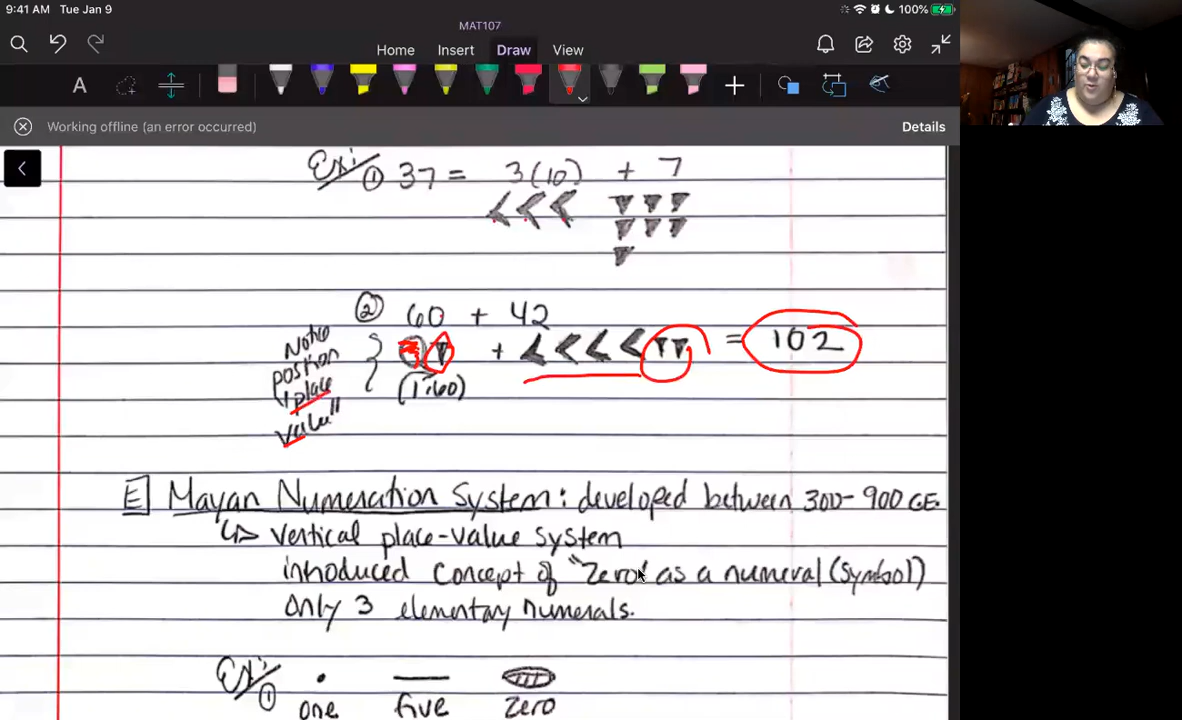 9:41 AM Tue Jan 9
100%
MAT107
Home Insert Draw View
A
Working offline (an error occurred)
Details
Ex: ① 37 = 3(10) + 7
② 60 + 42
+ = 102
Note
position
"place
value"
(1·60)
E Mayan Numeration System: developed between 300-900 CE.
↳ vertical place-value system
introduced concept of "Zero" as a numeral (symbol)
only 3 elementary numerals.
Ex: ①
one five zero